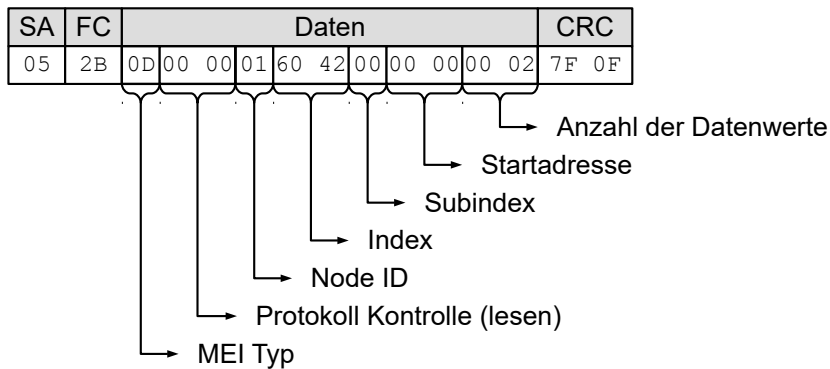 SA FC Daten CRC
05 2B 0D 00 00 01 60 42 00 00 00 00 02 7F 0F
Anzahl der Datenwerte
Startadresse
Subindex
Index
Node ID
Protokoll Kontrolle (lesen)
MEI Typ